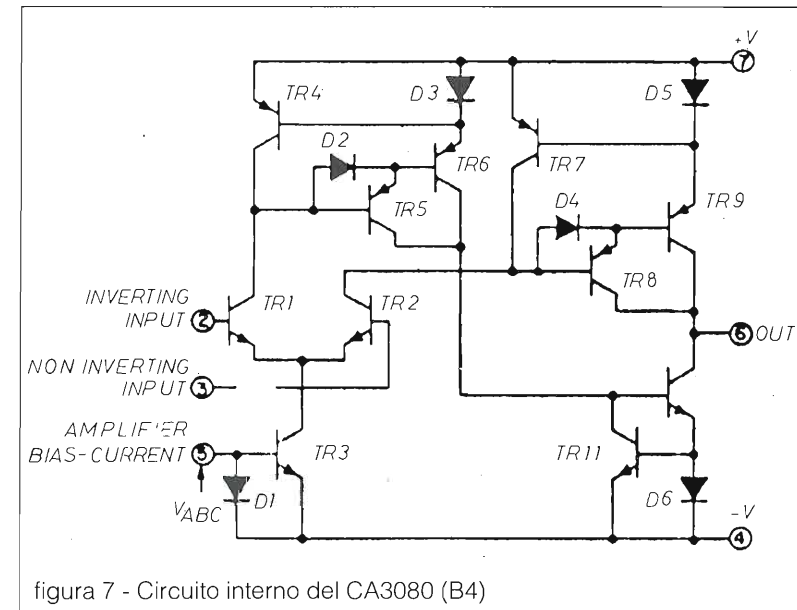 +V
7
TR4
D3
D5
D2
TR6
TR7
TR5
D4
TR9
TR8
INVERTING
INPUT 2
TR1
TR2
6 OUT
NON INVERTING
INPUT 3
AMPLIFIER
BIAS-CURRENT 5
TR3
TR11
VABC
D1
D6
-V
4
figura 7 - Circuito interno del CA3080 (B4)